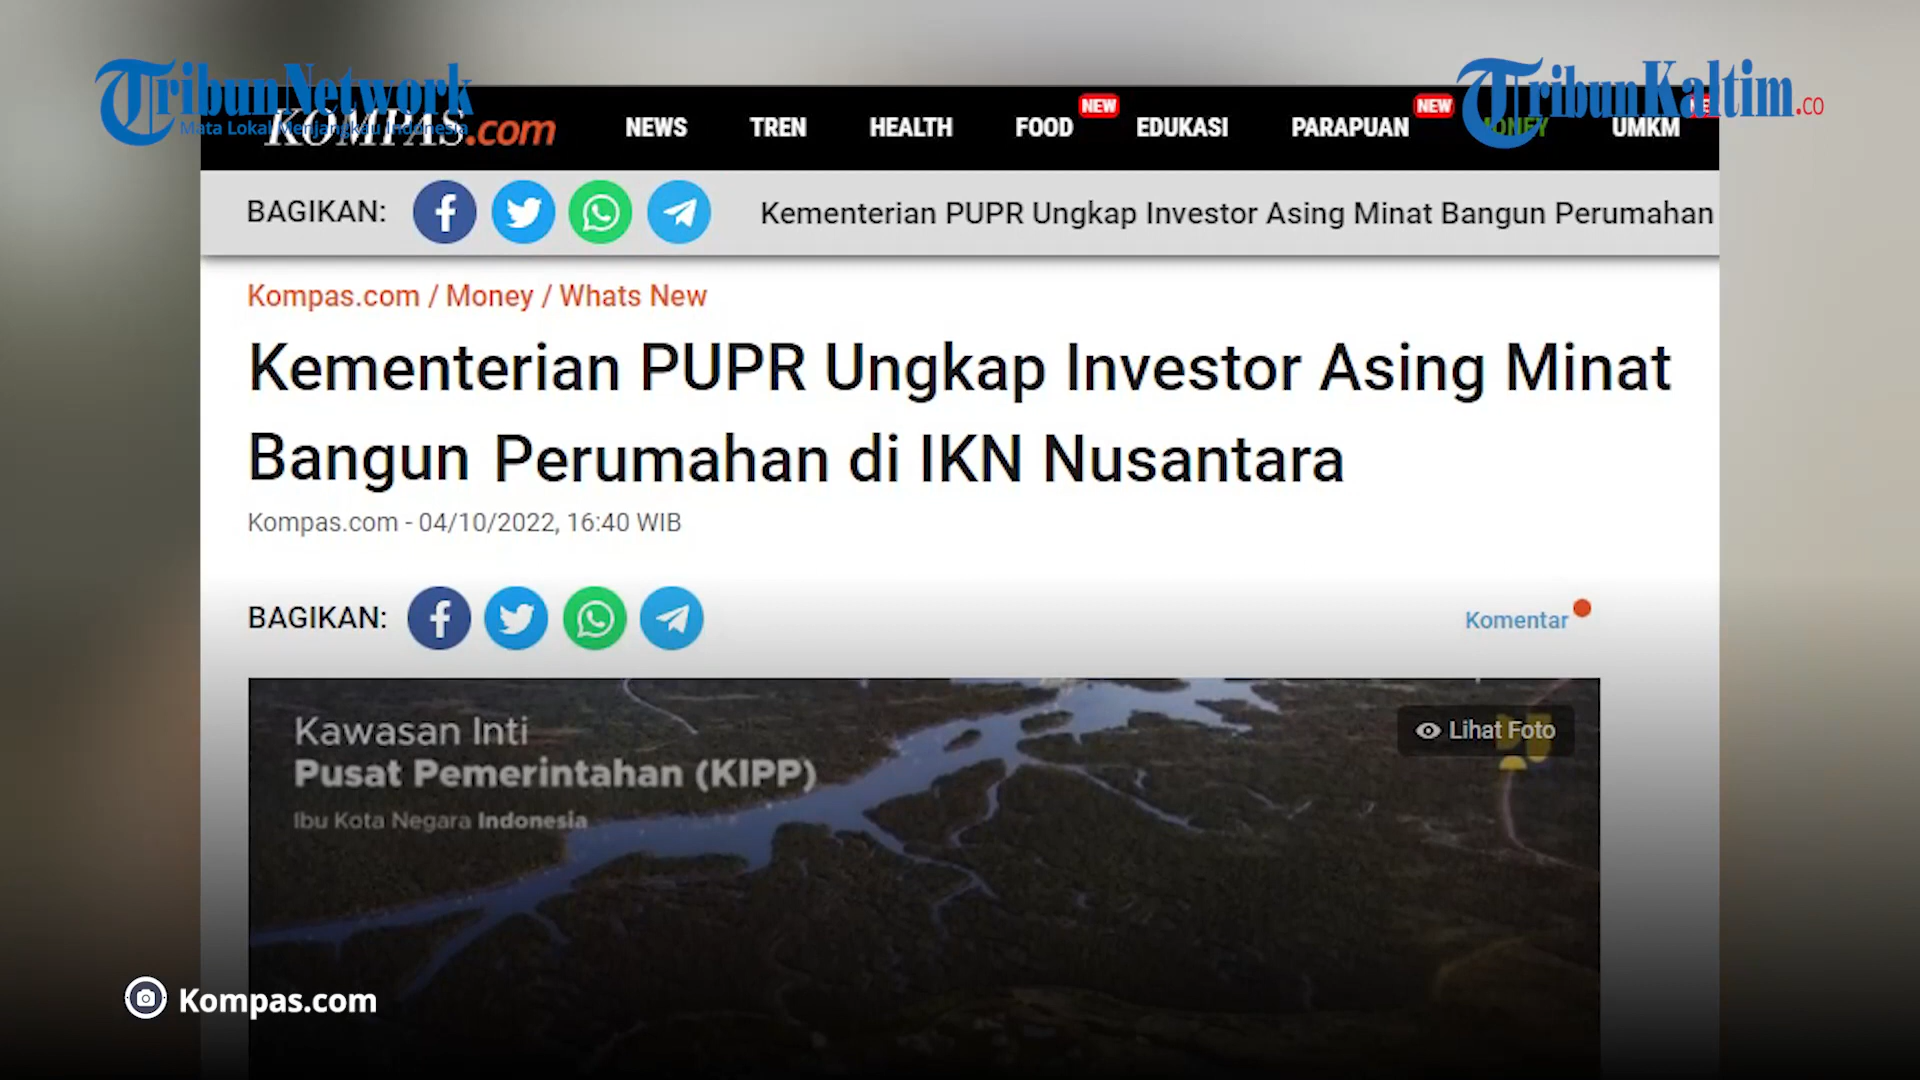 TribunNetwork
Mata Lokal Menjangkau Indonesia
TribunKaltim.co
KOMPAS.com
NEWS
TREN
HEALTH
FOOD
NEW
EDUKASI
PARAPUAN
NEW
MONEY
UMKM
BAGIKAN:
Kementerian PUPR Ungkap Investor Asing Minat Bangun Perumahan
Kompas.com / Money / Whats New
Kementerian PUPR Ungkap Investor Asing Minat
Bangun Perumahan di IKN Nusantara
Kompas.com - 04/10/2022, 16:40 WIB
BAGIKAN:
Komentar
Kawasan Inti
Pusat Pemerintahan (KIPP)
Ibu Kota Negara Indonesia
Lihat Foto
Kompas.com